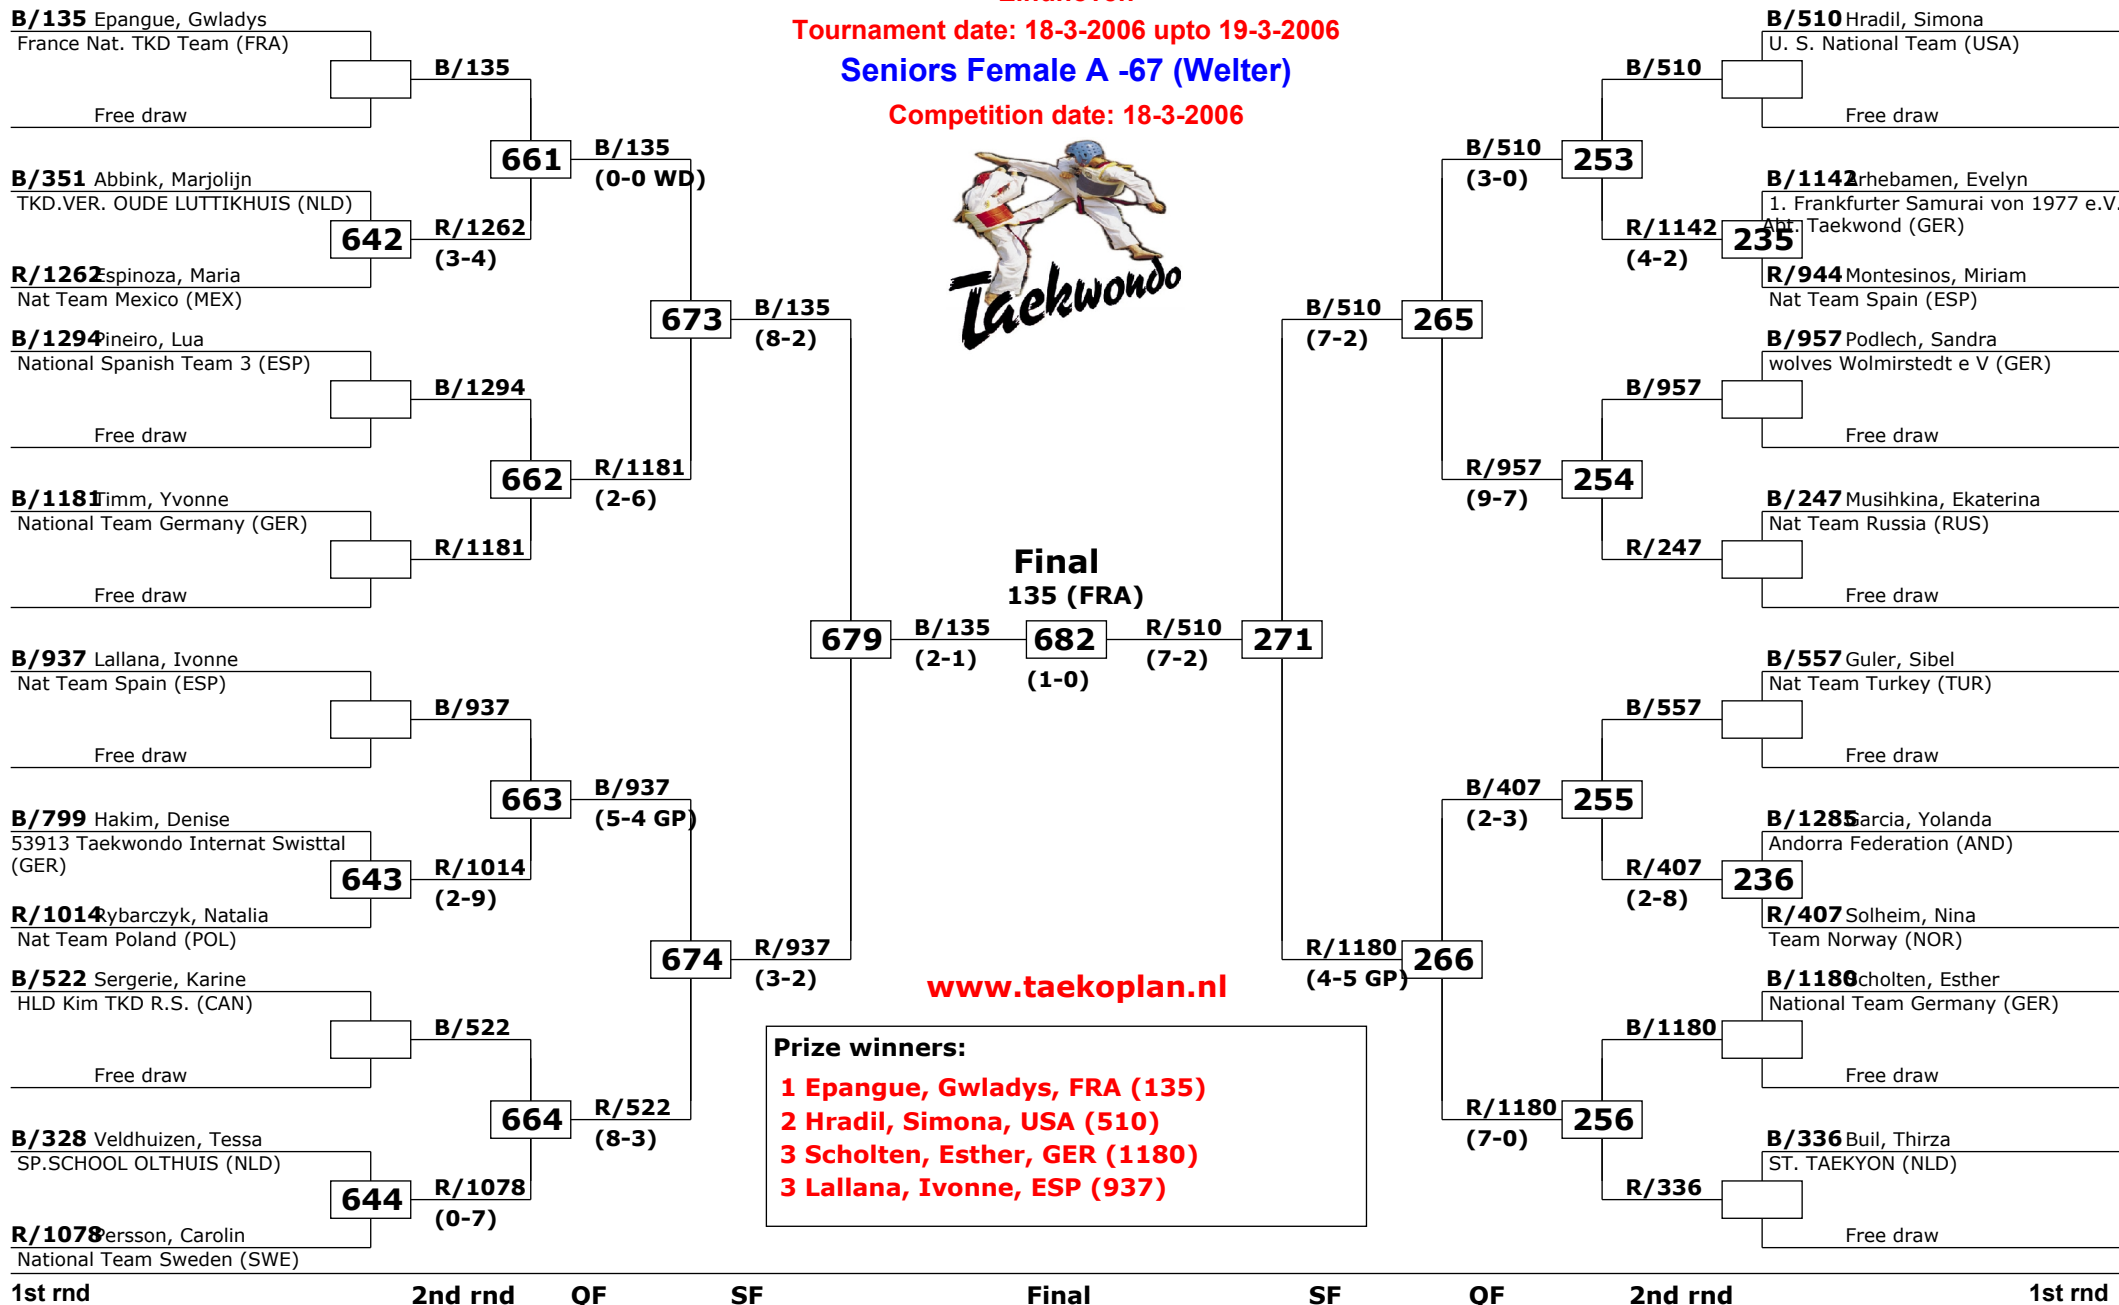 Eindhoven
Tournament date: 18-3-2006 upto 19-3-2006
Seniors Female A -67 (Welter)
Competition date: 18-3-2006
Taekwondo
B/135 Epangue, Gwladys
France Nat. TKD Team (FRA)
Free draw
B/351 Abbink, Marjolijn
TKD.VER. OUDE LUTTIKHUIS (NLD)
642
R/1262 Espinoza, Maria
Nat Team Mexico (MEX)
B/1294 Pineiro, Lua
National Spanish Team 3 (ESP)
Free draw
B/1181 Timm, Yvonne
National Team Germany (GER)
Free draw
B/937 Lallana, Ivonne
Nat Team Spain (ESP)
Free draw
B/799 Hakim, Denise
53913 Taekwondo Internat Swisttal
(GER)
643
R/1014 Rybarczyk, Natalia
Nat Team Poland (POL)
B/522 Sergerie, Karine
HLD Kim TKD R.S. (CAN)
Free draw
B/328 Veldhuizen, Tessa
SP.SCHOOL OLTHUIS (NLD)
644
R/1078 Persson, Carolin
National Team Sweden (SWE)
B/135
661
R/1262
(3-4)
B/1294
662
R/1181
B/937
663
R/1014
(2-9)
B/522
664
R/1078
(0-7)
B/135
(0-0 WD)
673
R/1181
(2-6)
B/937
(5-4 GP)
674
R/522
(8-3)
B/135
(8-2)
679
R/937
(3-2)
Final
135 (FRA)
B/135
(2-1)
682
(1-0)
R/510
(7-2)
271
B/510
(7-2)
265
R/1180
(4-5 GP)
266
B/510
(3-0)
253
R/957
(9-7)
254
B/407
(2-3)
255
R/1180
(7-0)
256
B/510
R/1142
(4-2)
B/957
R/247
B/557
R/407
(2-8)
B/1180
R/336
B/510 Hradil, Simona
U. S. National Team (USA)
Free draw
B/1142 Arhebamen, Evelyn
1. Frankfurter Samurai von 1977 e.V.
Abt. Taekwond (GER)
235
R/944 Montesinos, Miriam
Nat Team Spain (ESP)
B/957 Podlech, Sandra
wolves Wolmirstedt e V (GER)
Free draw
B/247 Musihkina, Ekaterina
Nat Team Russia (RUS)
Free draw
B/557 Guler, Sibel
Nat Team Turkey (TUR)
Free draw
B/1285 Garcia, Yolanda
Andorra Federation (AND)
236
R/407 Solheim, Nina
Team Norway (NOR)
B/1180 Scholten, Esther
National Team Germany (GER)
Free draw
B/336 Buil, Thirza
ST. TAEKYON (NLD)
Free draw
www.taekoplan.nl
Prize winners:
1 Epangue, Gwladys, FRA (135)
2 Hradil, Simona, USA (510)
3 Scholten, Esther, GER (1180)
3 Lallana, Ivonne, ESP (937)
1st rnd 2nd rnd QF SF Final SF QF 2nd rnd 1st rnd